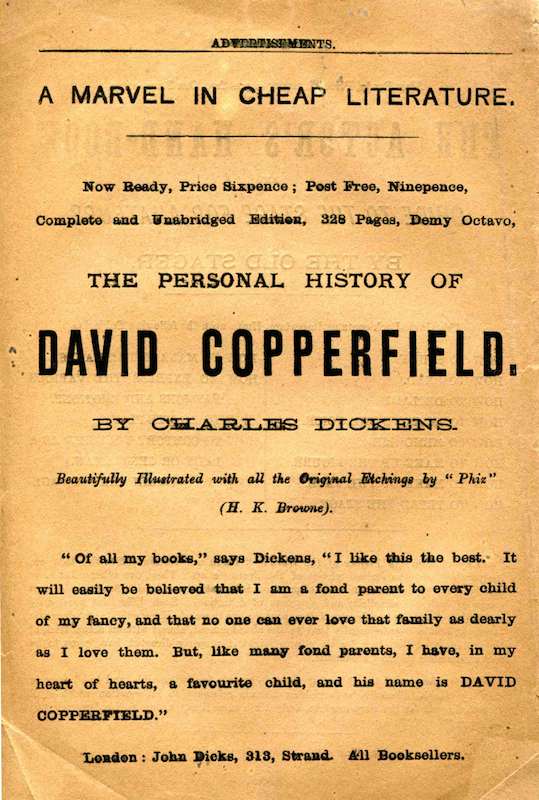 ADVERTISEMENTS.
A MARVEL IN CHEAP LITERATURE.
Now Ready, Price Sixpence; Post Free, Ninepence,
Complete and Unabridged Edition, 328 Pages, Demy Octavo,
THE PERSONAL HISTORY OF
DAVID COPPERFIELD.
BY CHARLES DICKENS.
Beautifully Illustrated with all the Original Etchings by "Phiz"
(H. K. Browne).
"Of all my books," says Dickens, "I like this the best. It
will easily be believed that I am a fond parent to every child
of my fancy, and that no one can ever love that family as dearly
as I love them. But, like many fond parents, I have, in my
heart of hearts, a favourite child, and his name is DAVID
COPPERFIELD."
London: John Dicks, 313, Strand. All Booksellers.